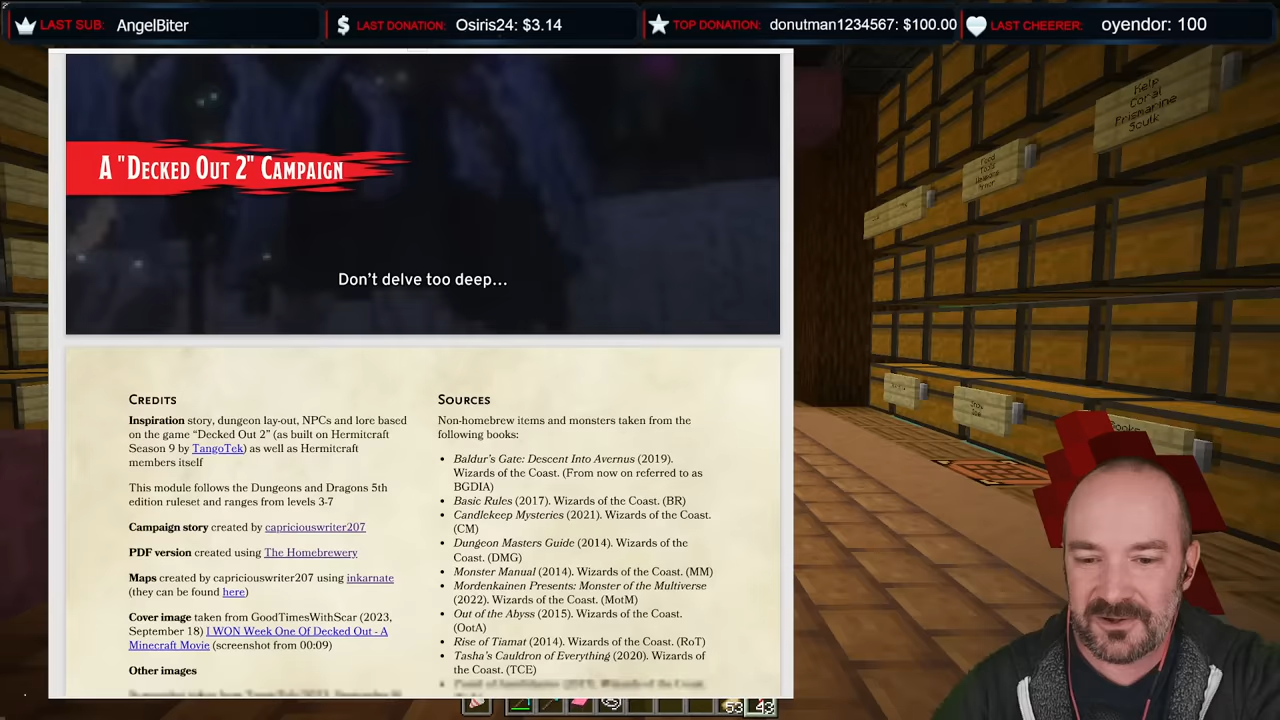 LAST SUB: AngelBiter
LAST DONATION: Osiris24: $3.14
TOP DONATION: donutman1234567: $100.00
LAST CHEERER: oyendor: 100
A "DECKED OUT 2" CAMPAIGN
Don't delve too deep...
CREDITS
Inspiration story, dungeon lay-out, NPCs and lore based
on the game "Decked Out 2" (as built on Hermitcraft
Season 9 by TangoTek) as well as Hermitcraft
members itself
This module follows the Dungeons and Dragons 5th
edition ruleset and ranges from levels 3-7
Campaign story created by capriciouswriter207
PDF version created using The Homebrewery
Maps created by capriciouswriter207 using inkarnate
(they can be found here)
Cover image taken from GoodTimesWithScar (2023,
September 18) I WON Week One Of Decked Out - A
Minecraft Movie (screenshot from 00:09)
Other images
SOURCES
Non-homebrew items and monsters taken from the
following books:
• Baldur's Gate: Descent Into Avernus (2019).
Wizards of the Coast. (From now on referred to as
BGDIA)
• Basic Rules (2017). Wizards of the Coast. (BR)
• Candlekeep Mysteries (2021). Wizards of the Coast.
(CM)
• Dungeon Masters Guide (2014). Wizards of the
Coast. (DMG)
• Monster Manual (2014). Wizards of the Coast. (MM)
• Mordenkainen Presents: Monster of the Multiverse
(2022). Wizards of the Coast. (MotM)
• Out of the Abyss (2015). Wizards of the Coast.
(OotA)
• Rise of Tiamat (2014). Wizards of the Coast. (RoT)
• Tasha's Cauldron of Everything (2020). Wizards of
the Coast. (TCE)
Kelp
Coral
Prismarine
Sculk
Food
Tools
Weapons
Armor
Books
53
43